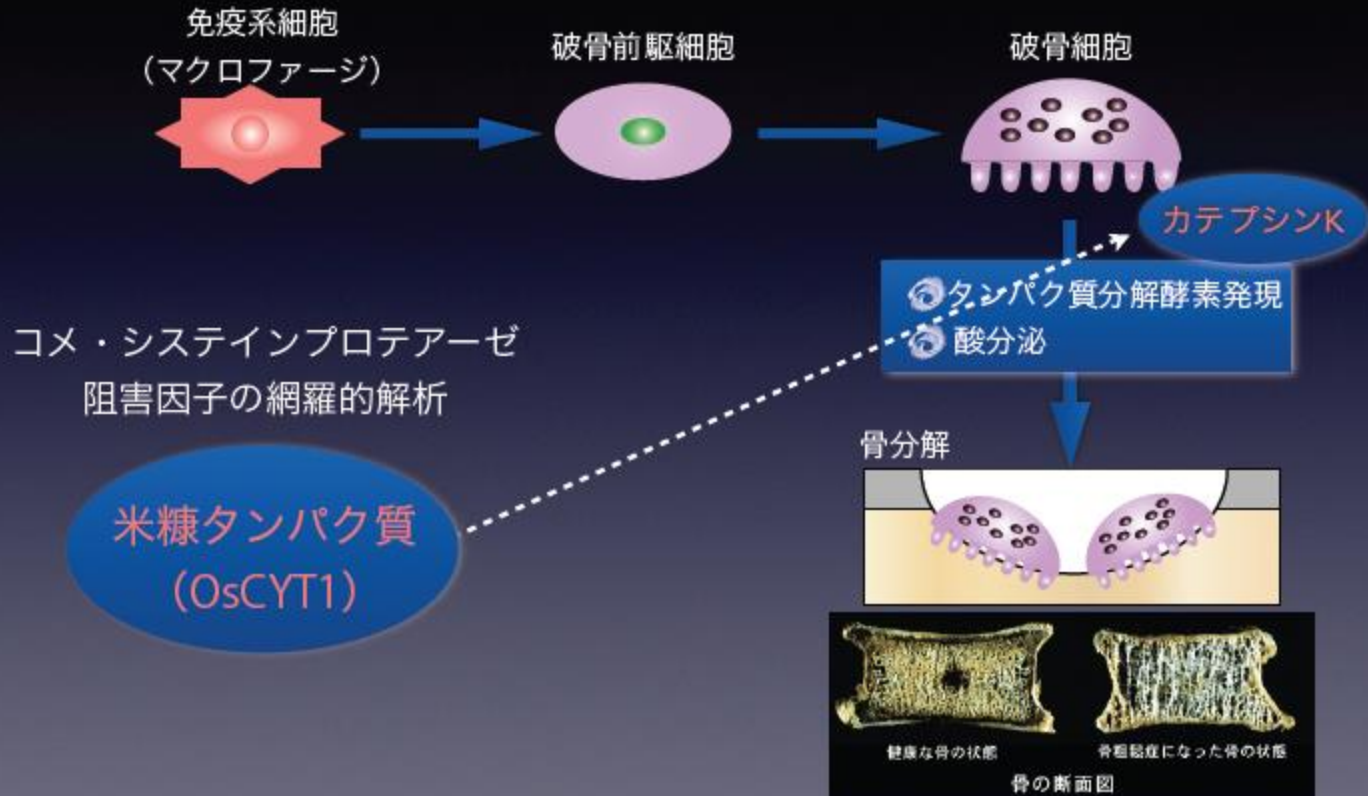 免疫系細胞
（マクロファージ）
破骨前駆細胞
破骨細胞
カテプシンK
タンパク質分解酵素発現
酸分泌
コメ・システインプロテアーゼ
阻害因子の網羅的解析
米糠タンパク質
（OsCYT1）
骨分解
健康な骨の状態
骨粗鬆症になった骨の状態
骨の断面図